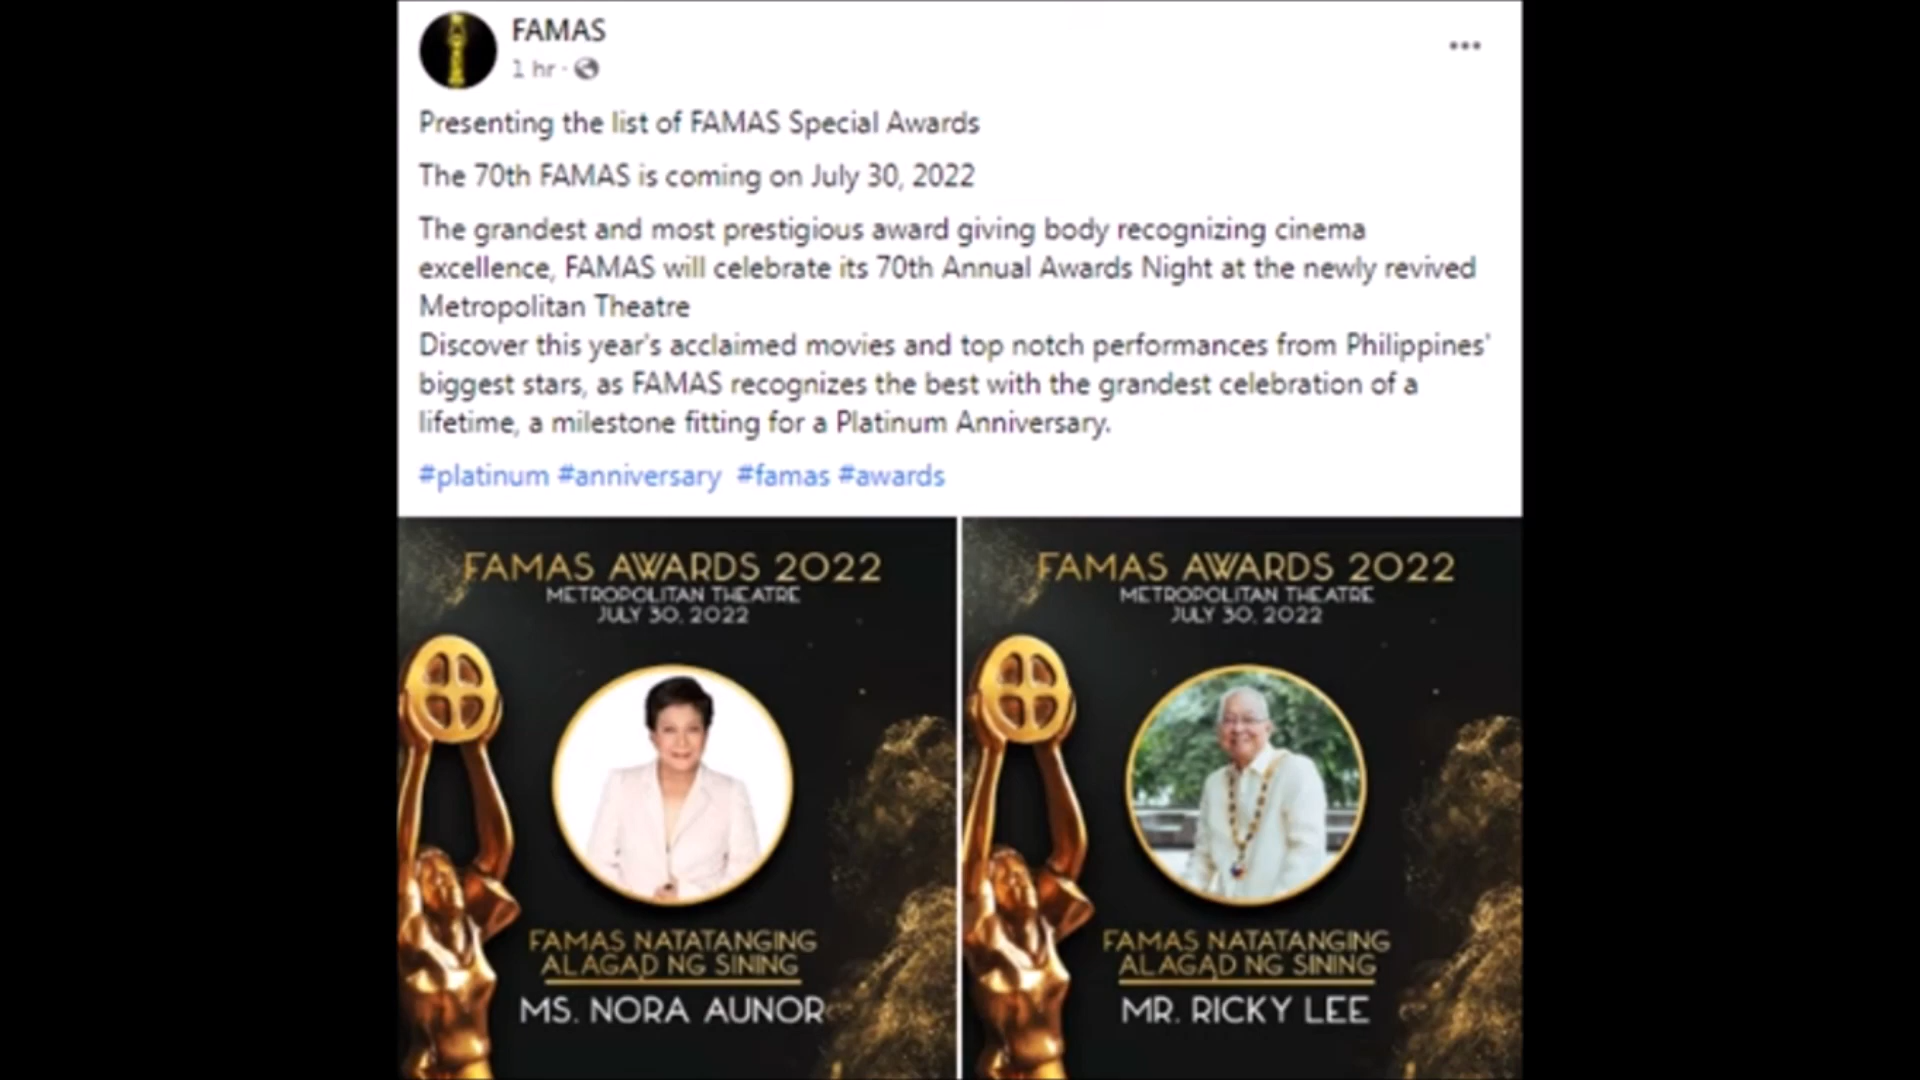 FAMAS
1 hr ·
Presenting the list of FAMAS Special Awards
The 70th FAMAS is coming on July 30, 2022
The grandest and most prestigious award giving body recognizing cinema
excellence, FAMAS will celebrate its 70th Annual Awards Night at the newly revived
Metropolitan Theatre
Discover this year's acclaimed movies and top notch performances from Philippines'
biggest stars, as FAMAS recognizes the best with the grandest celebration of a
lifetime, a milestone fitting for a Platinum Anniversary.
#platinum #anniversary #famas #awards
FAMAS AWARDS 2022
METROPOLITAN THEATRE
JULY 30, 2022
FAMAS NATATANGING
ALAGAD NG SINING
MS. NORA AUNOR
FAMAS AWARDS 2022
METROPOLITAN THEATRE
JULY 30, 2022
FAMAS NATATANGING
ALAGAD NG SINING
MR. RICKY LEE